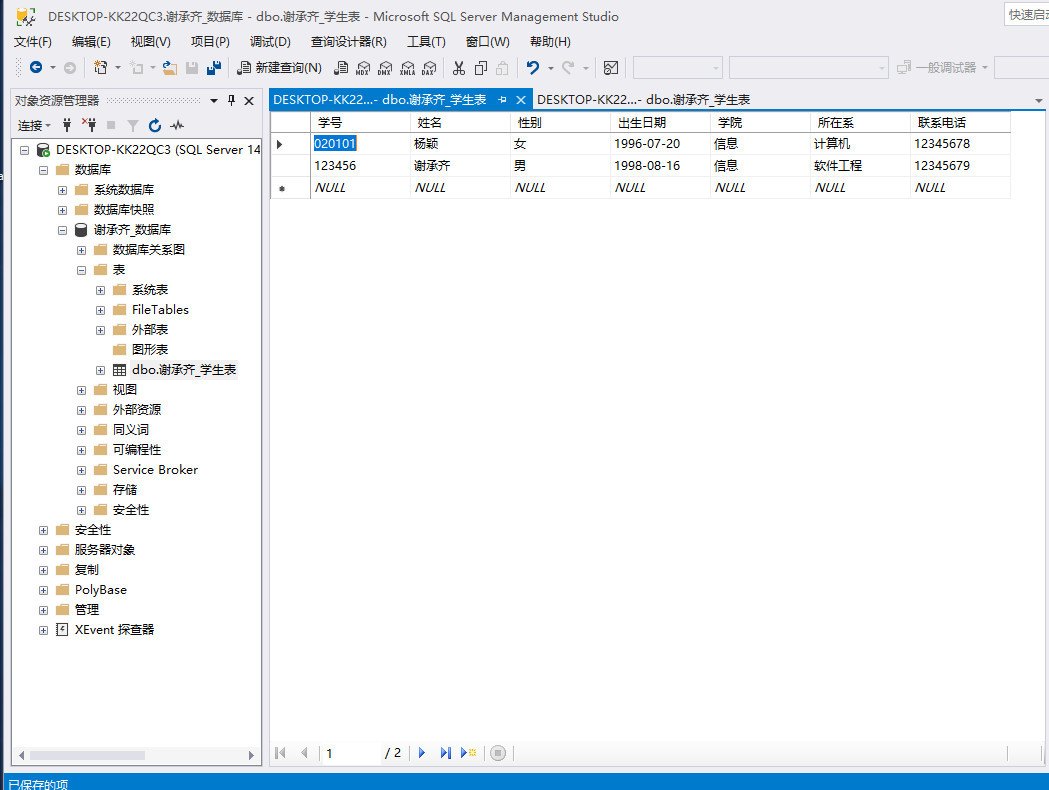 DESKTOP-KK22QC3.谢承齐_数据库 - dbo.谢承齐_学生表 - Microsoft SQL Server Management Studio
快速启动
文件(F) 编辑(E) 视图(V) 项目(P) 调试(D) 查询设计器(R) 工具(T) 窗口(W) 帮助(H)
新建查询(N) MDX DMX XMLA DAX 一般调试器
对象资源管理器
连接
DESKTOP-KK22QC3 (SQL Server 14
数据库
系统数据库
数据库快照
谢承齐_数据库
数据库关系图
表
系统表
FileTables
外部表
图形表
dbo.谢承齐_学生表
视图
外部资源
同义词
可编程性
Service Broker
存储
安全性
安全性
服务器对象
复制
PolyBase
管理
XEvent 探查器
DESKTOP-KK22...- dbo.谢承齐_学生表 DESKTOP-KK22...- dbo.谢承齐_学生表
学号 姓名 性别 出生日期 学院 所在系 联系电话
020101 杨颖 女 1996-07-20 信息 计算机 12345678
123456 谢承齐 男 1998-08-16 信息 软件工程 12345679
NULL NULL NULL NULL NULL NULL NULL
1 / 2
已保存的项